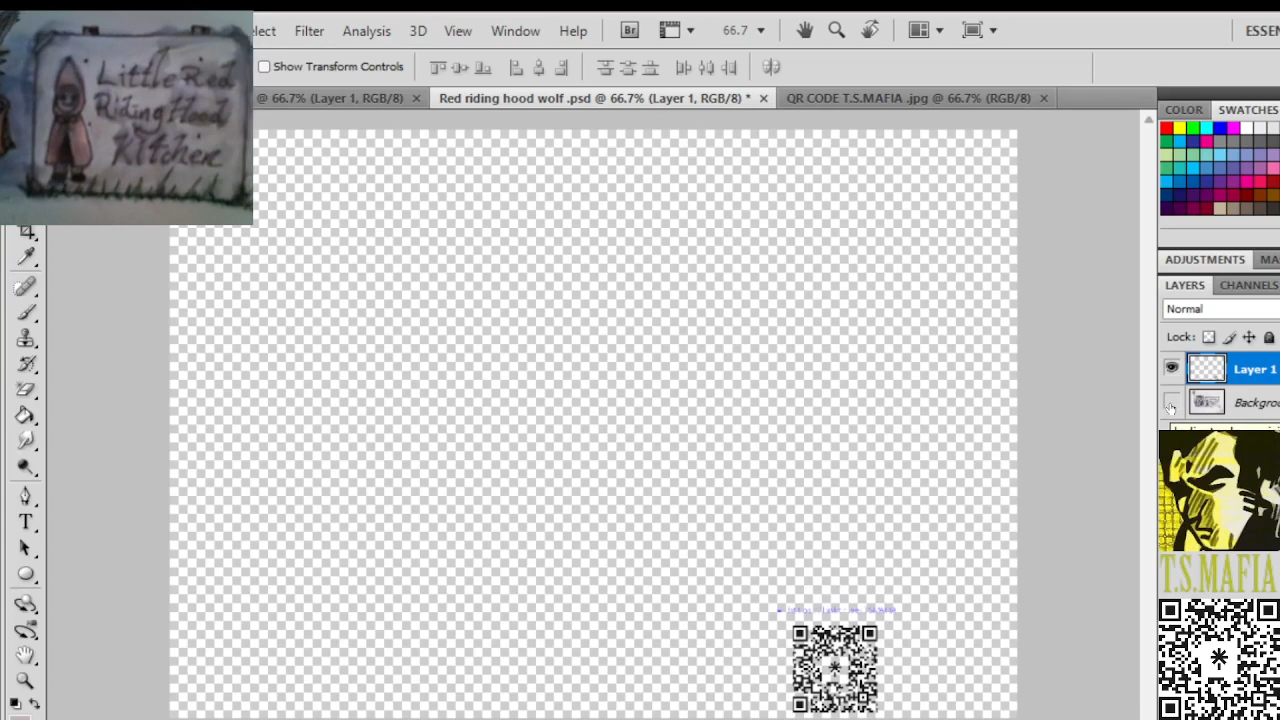 Little Red
Riding Hood
Kitchen
Filter Analysis 3D View Window Help Br 66.7 ESSEN
Show Transform Controls
@ 66.7% (Layer 1, RGB/8) × Red riding hood wolf .psd @ 66.7% (Layer 1, RGB/8) * × QR CODE T.S.MAFIA .jpg @ 66.7% (RGB/8) ×
COLOR SWATCHES
ADJUSTMENTS MA
LAYERS CHANNELS
Normal
Lock:
Layer 1
Backgro
T
T.S.MAFIA